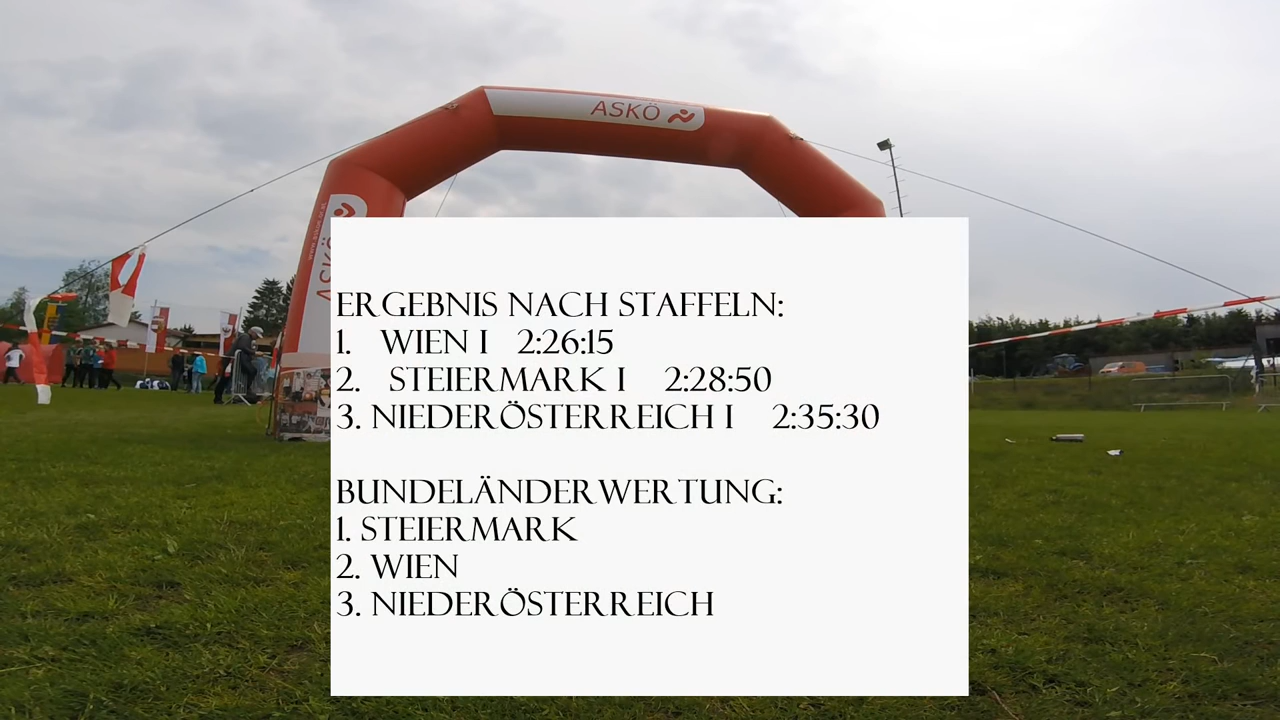 ASKÖ
ASKÖ
ERGEBNIS NACH STAFFELN:
1. WIEN I 2:26:15
2. STEIERMARK I 2:28:50
3. NIEDERÖSTERREICH I 2:35:30
BUNDELÄNDERWERTUNG:
1. STEIERMARK
2. WIEN
3. NIEDERÖSTERREICH